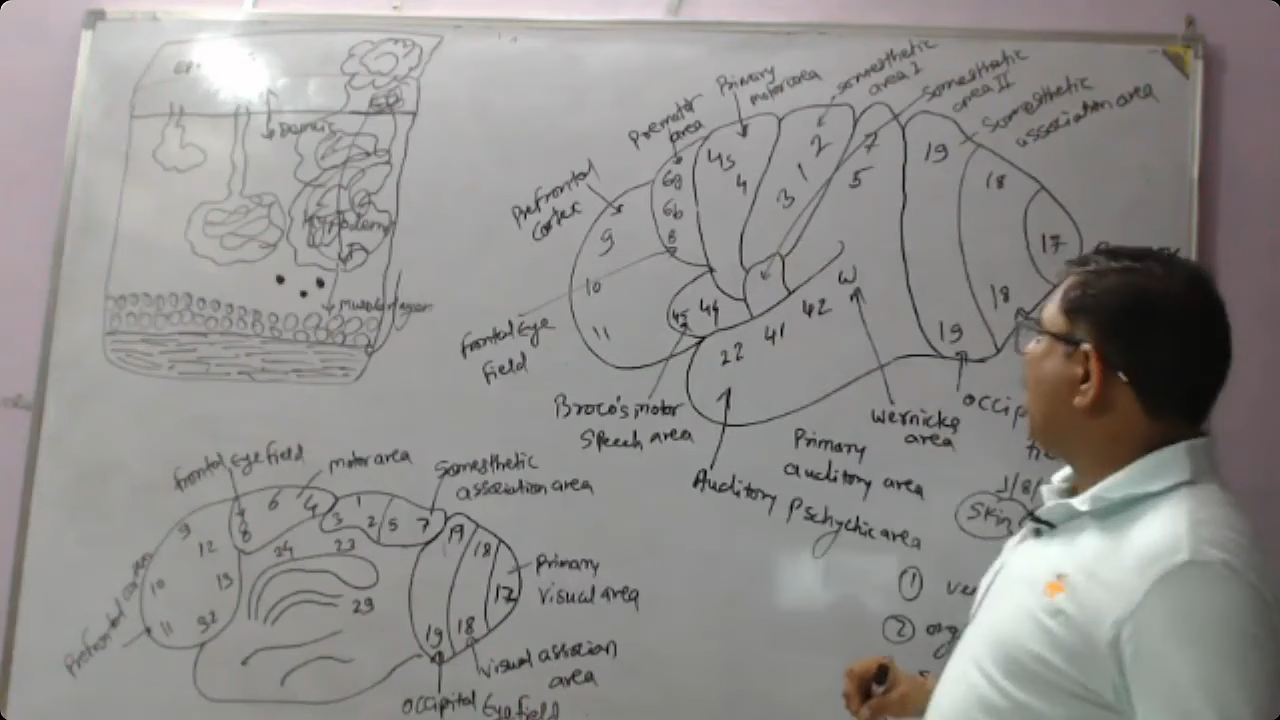 Dermis
Hypoderm
Muscle layer
Prefrontal
cortex
Premotor
area
Primary
motor area
Somesthetic
area I
Somesthetic
area II
Somesthetic
association area
6a
6b
8
45
4
3
1
2
7
5
19
18
17
9
10
11
45
44
W
42
41
22
18
19
frontal Eye
field
Broco's motor
speech area
Auditory Pschychic area
Primary
auditory area
Wernicke
area
occip
Skin
1
2
frontal Eye field
motor area
Somesthetic
association area
9
12
10
13
11
32
8
6
4
3
1
2
5
7
24
23
29
19
18
17
19
18
Prefrontal cortex
Primary
visual area
visual associan
area
occipital Eye field